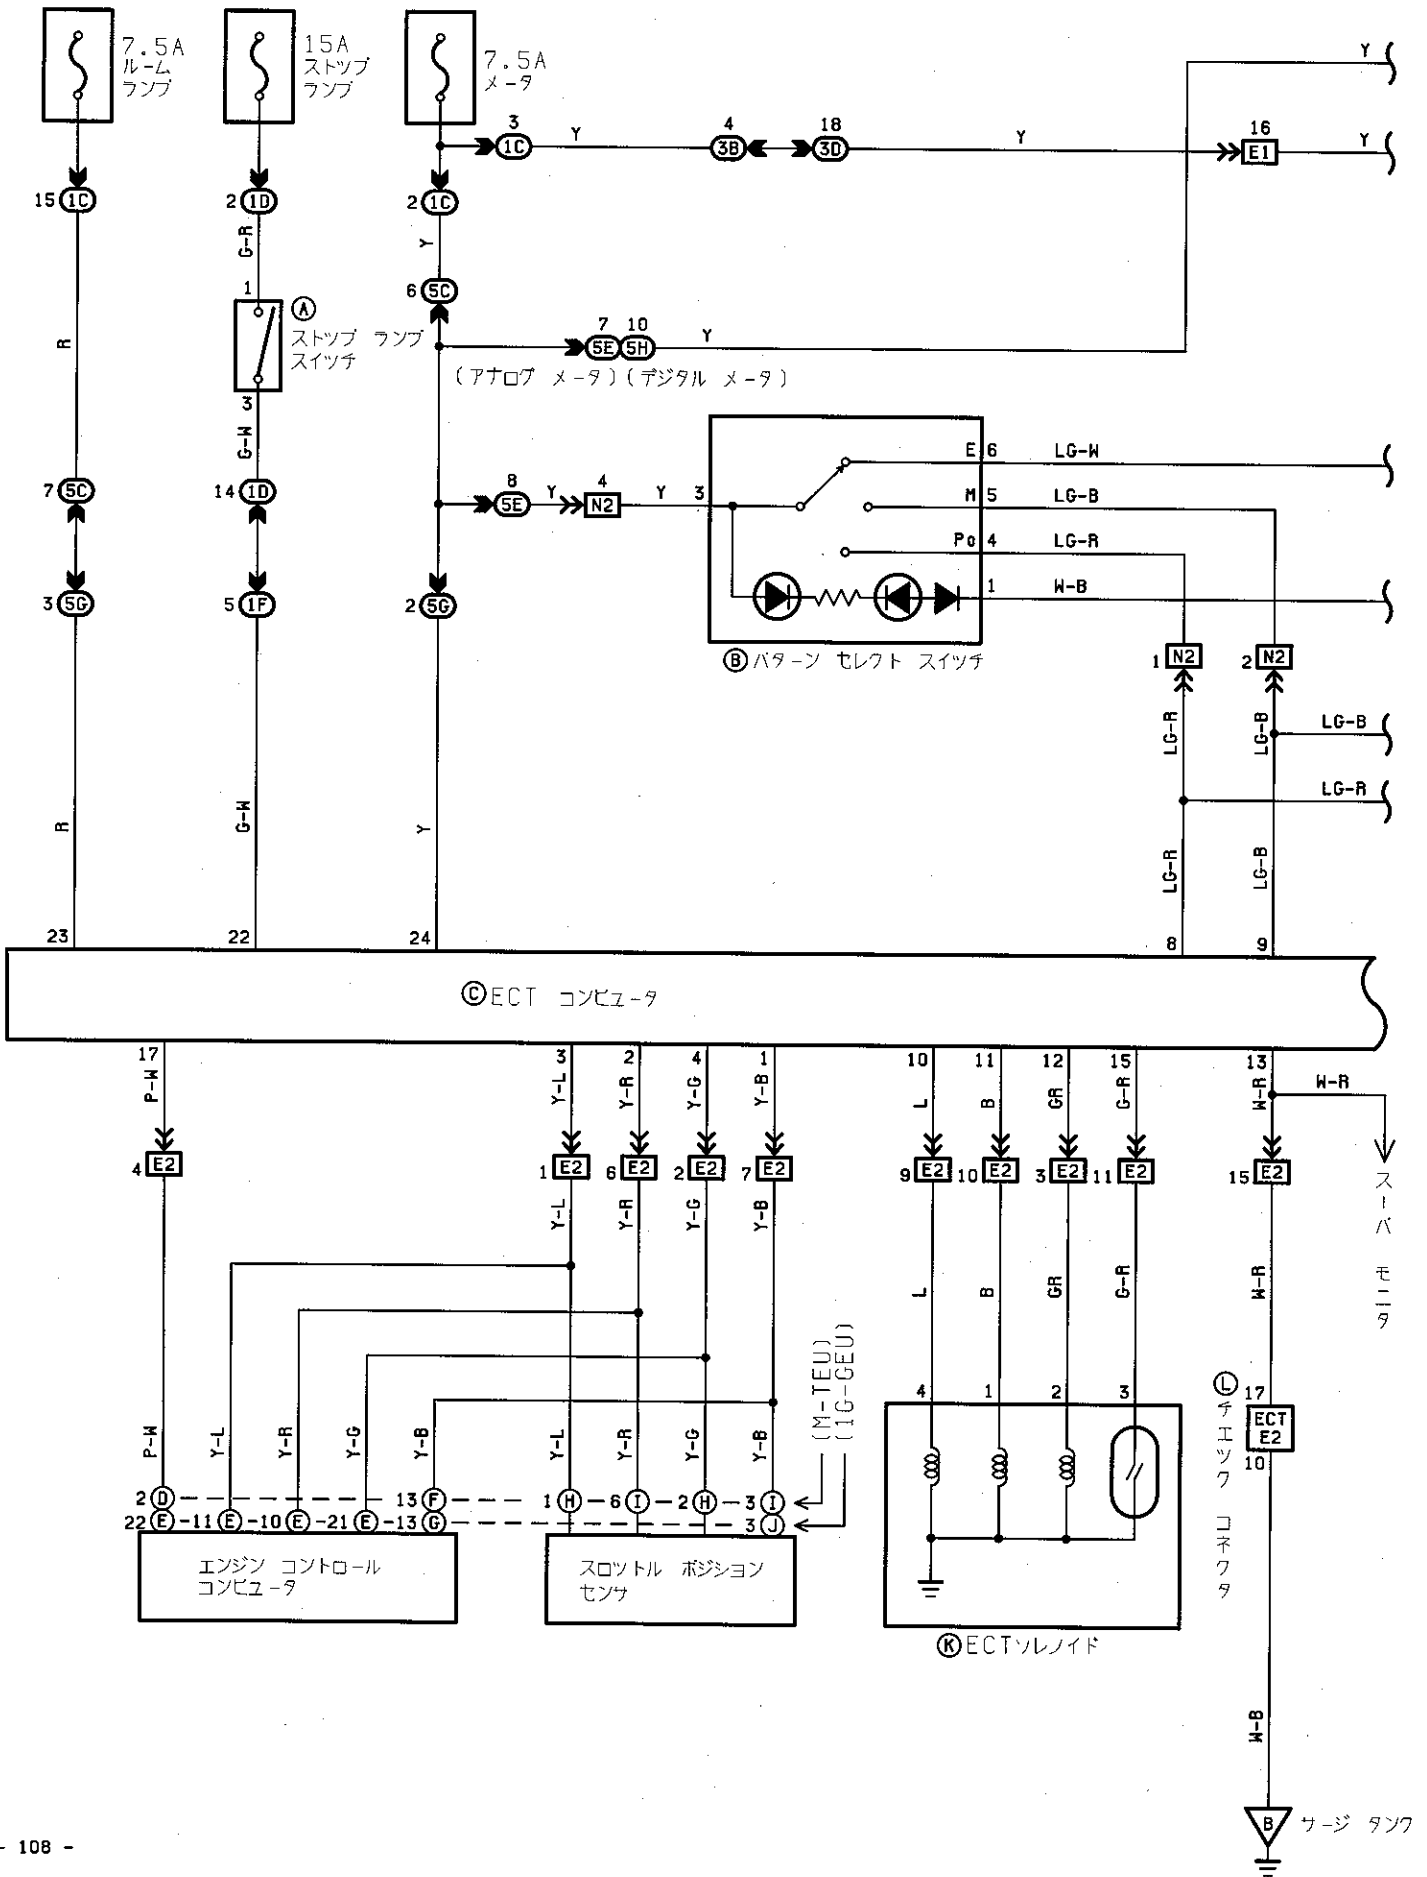 7.5A
ルーム
ランプ
15A
ストップ
ランプ
7.5A
メータ
3
1C
Y
4
3B
18
3D
Y
16
E1
Y
Y
15 1C
2 1D
2 1C
G-R
Y
6 5C
1
A
ストップ ランプ
スイッチ
3
R
7 10
5E 5H
Y
(アナログ メータ)(デジタル メータ)
G-W
7 5C
14 1D
8
5E
Y
4
N2
Y
3
E 6 LG-W
M 5 LG-B
Po 4 LG-R
1 W-B
B パターン セレクト スイッチ
3 5G
5 1F
2 5G
1 N2
2 N2
LG-R
LG-B
LG-B
LG-R
R
G-W
Y
LG-R
LG-B
23
22
24
8
9
C ECT コンピュータ
17
3
2
4
1
10
11
12
15
13
P-W
Y-L
Y-R
Y-G
Y-B
L
B
GR
G-R
W-R
W-R
4 E2
1 E2
6 E2
2 E2
7 E2
9 E2
10 E2
3 E2
11 E2
15 E2
スーパ モニタ
Y-L
Y-R
Y-G
Y-B
L
B
GR
G-R
W-R
(M-TEU)
(1G-GEU)
4
1
2
3
L チエック コネクタ
17
ECT
E2
10
P-W
Y-L
Y-R
Y-G
Y-B
Y-L
Y-R
Y-G
Y-B
2 D
13 F
1 H
6 I
2 H
3 I
22 E
11 E
10 E
21 E
13 G
3 J
エンジン コントロール
コンピュータ
スロットル ポジション
センサ
K ECTソレノイド
W-B
B サージ タンク
- 108 -